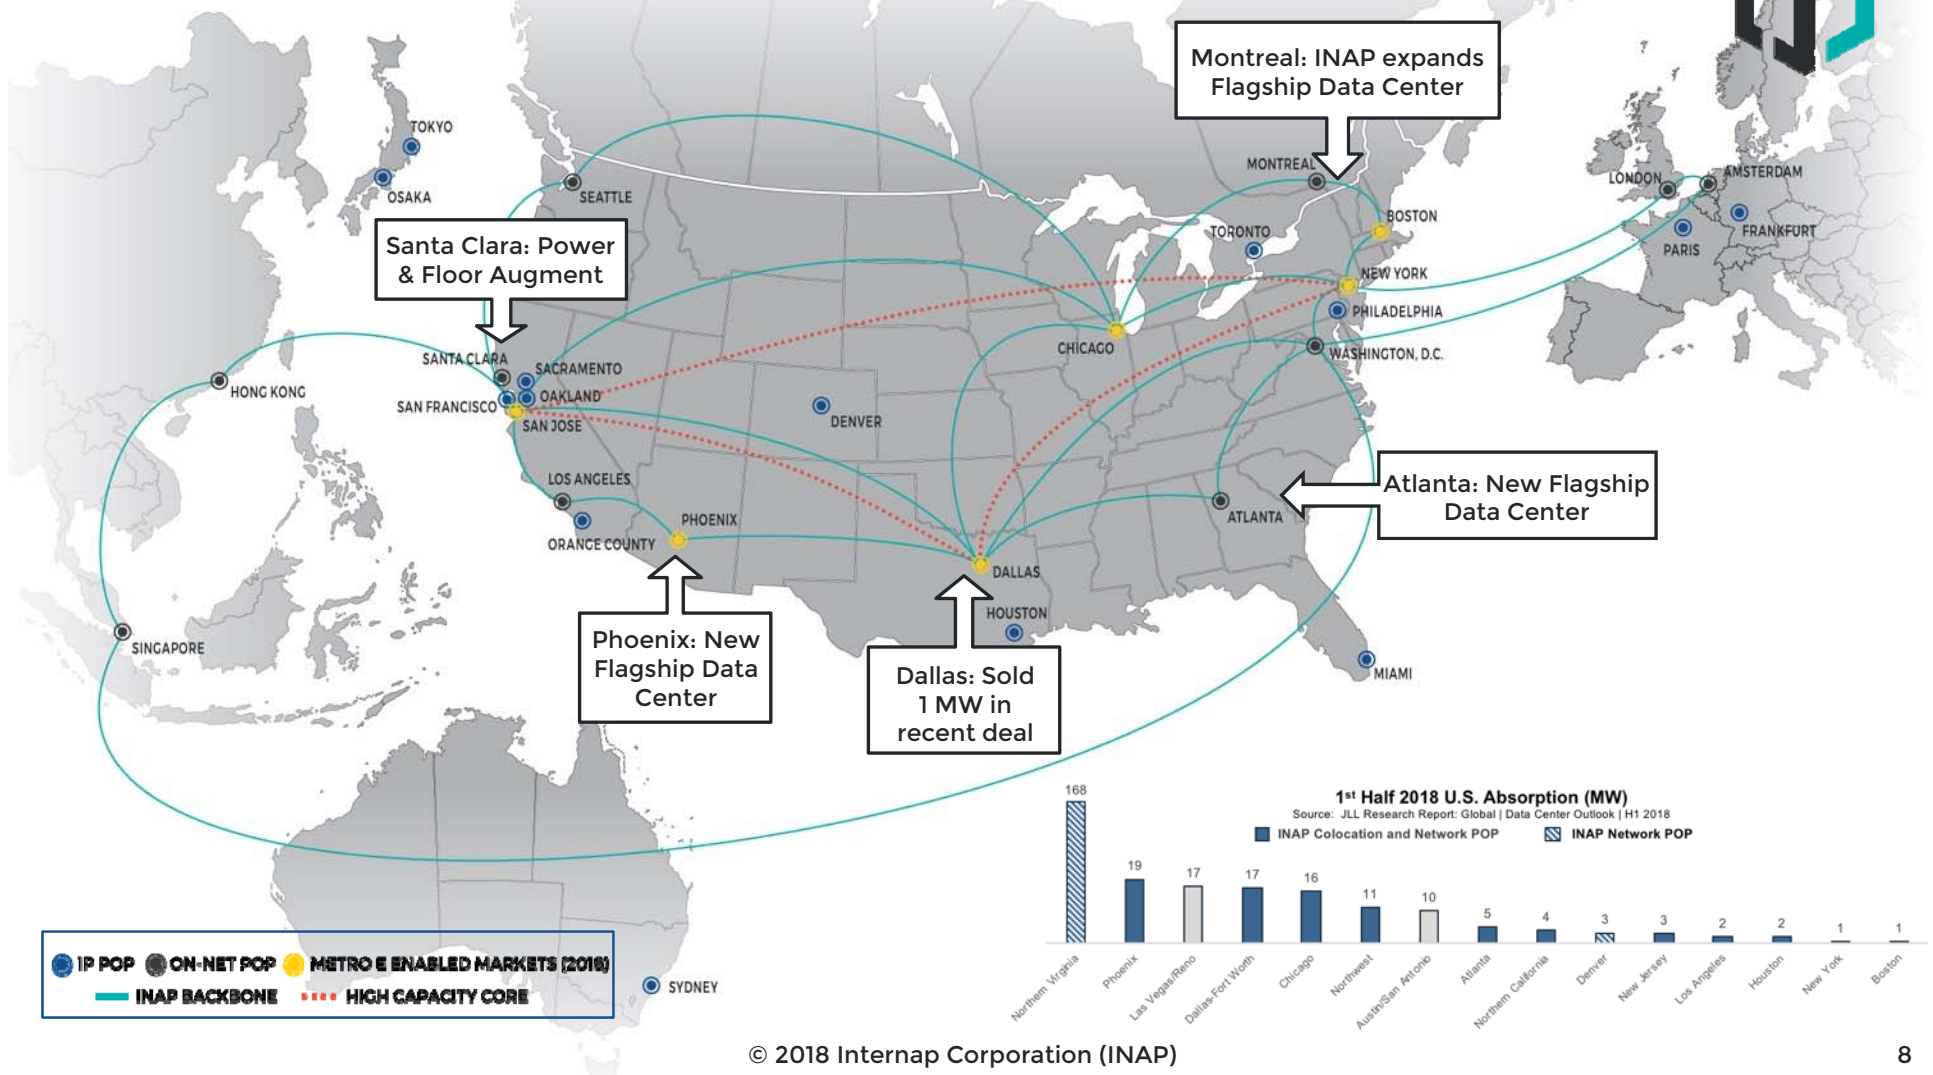 Montreal: INAP expands
Flagship Data Center
TOKYO
OSAKA
SEATTLE
MONTREAL
BOSTON
TORONTO
NEW YORK
PHILADELPHIA
LONDON
AMSTERDAM
PARIS
FRANKFURT
Santa Clara: Power
& Floor Augment
CHICAGO
WASHINGTON, D.C.
SANTA CLARA
SACRAMENTO
HONG KONG
SAN FRANCISCO
OAKLAND
SAN JOSE
DENVER
LOS ANGELES
ORANGE COUNTY
PHOENIX
ATLANTA
Atlanta: New Flagship
Data Center
DALLAS
HOUSTON
SINGAPORE
MIAMI
Phoenix: New
Flagship Data
Center
Dallas: Sold
1 MW in
recent deal
1st Half 2018 U.S. Absorption (MW)
Source: JLL Research Report: Global | Data Center Outlook | H1 2018
INAP Colocation and Network POP
INAP Network POP
168
19
17
17
16
11
10
5
4
3
3
2
2
1
1
Northern Virginia
Phoenix
Las Vegas/Reno
Dallas-Fort Worth
Chicago
Northwest
Austin/San Antonio
Atlanta
Northern California
Denver
New Jersey
Los Angeles
Houston
New York
Boston
IP POP
ON-NET POP
METRO E ENABLED MARKETS (2018)
INAP BACKBONE
HIGH CAPACITY CORE
SYDNEY
© 2018 Internap Corporation (INAP)
8